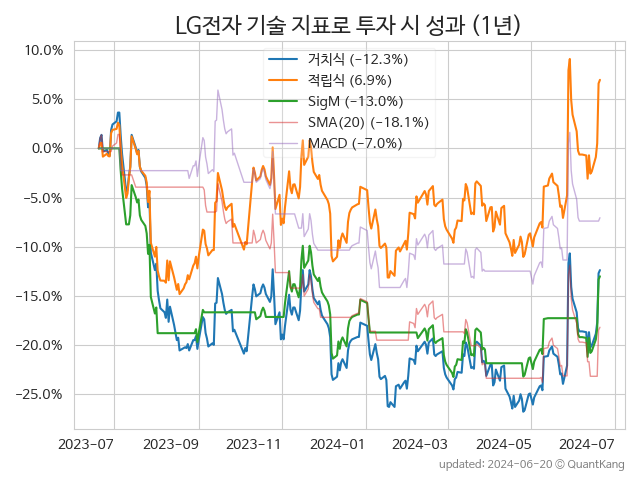 LG전자 기술 지표로 투자 시 성과 (1년)
10.0%
5.0%
0.0%
−5.0%
−10.0%
−15.0%
−20.0%
−25.0%
거치식 (−12.3%)
적립식 (6.9%)
SigM (−13.0%)
SMA(20) (−18.1%)
MACD (−7.0%)
2023-07 2023-09 2023-11 2024-01 2024-03 2024-05 2024-07
updated: 2024-06-20 © QuantKang